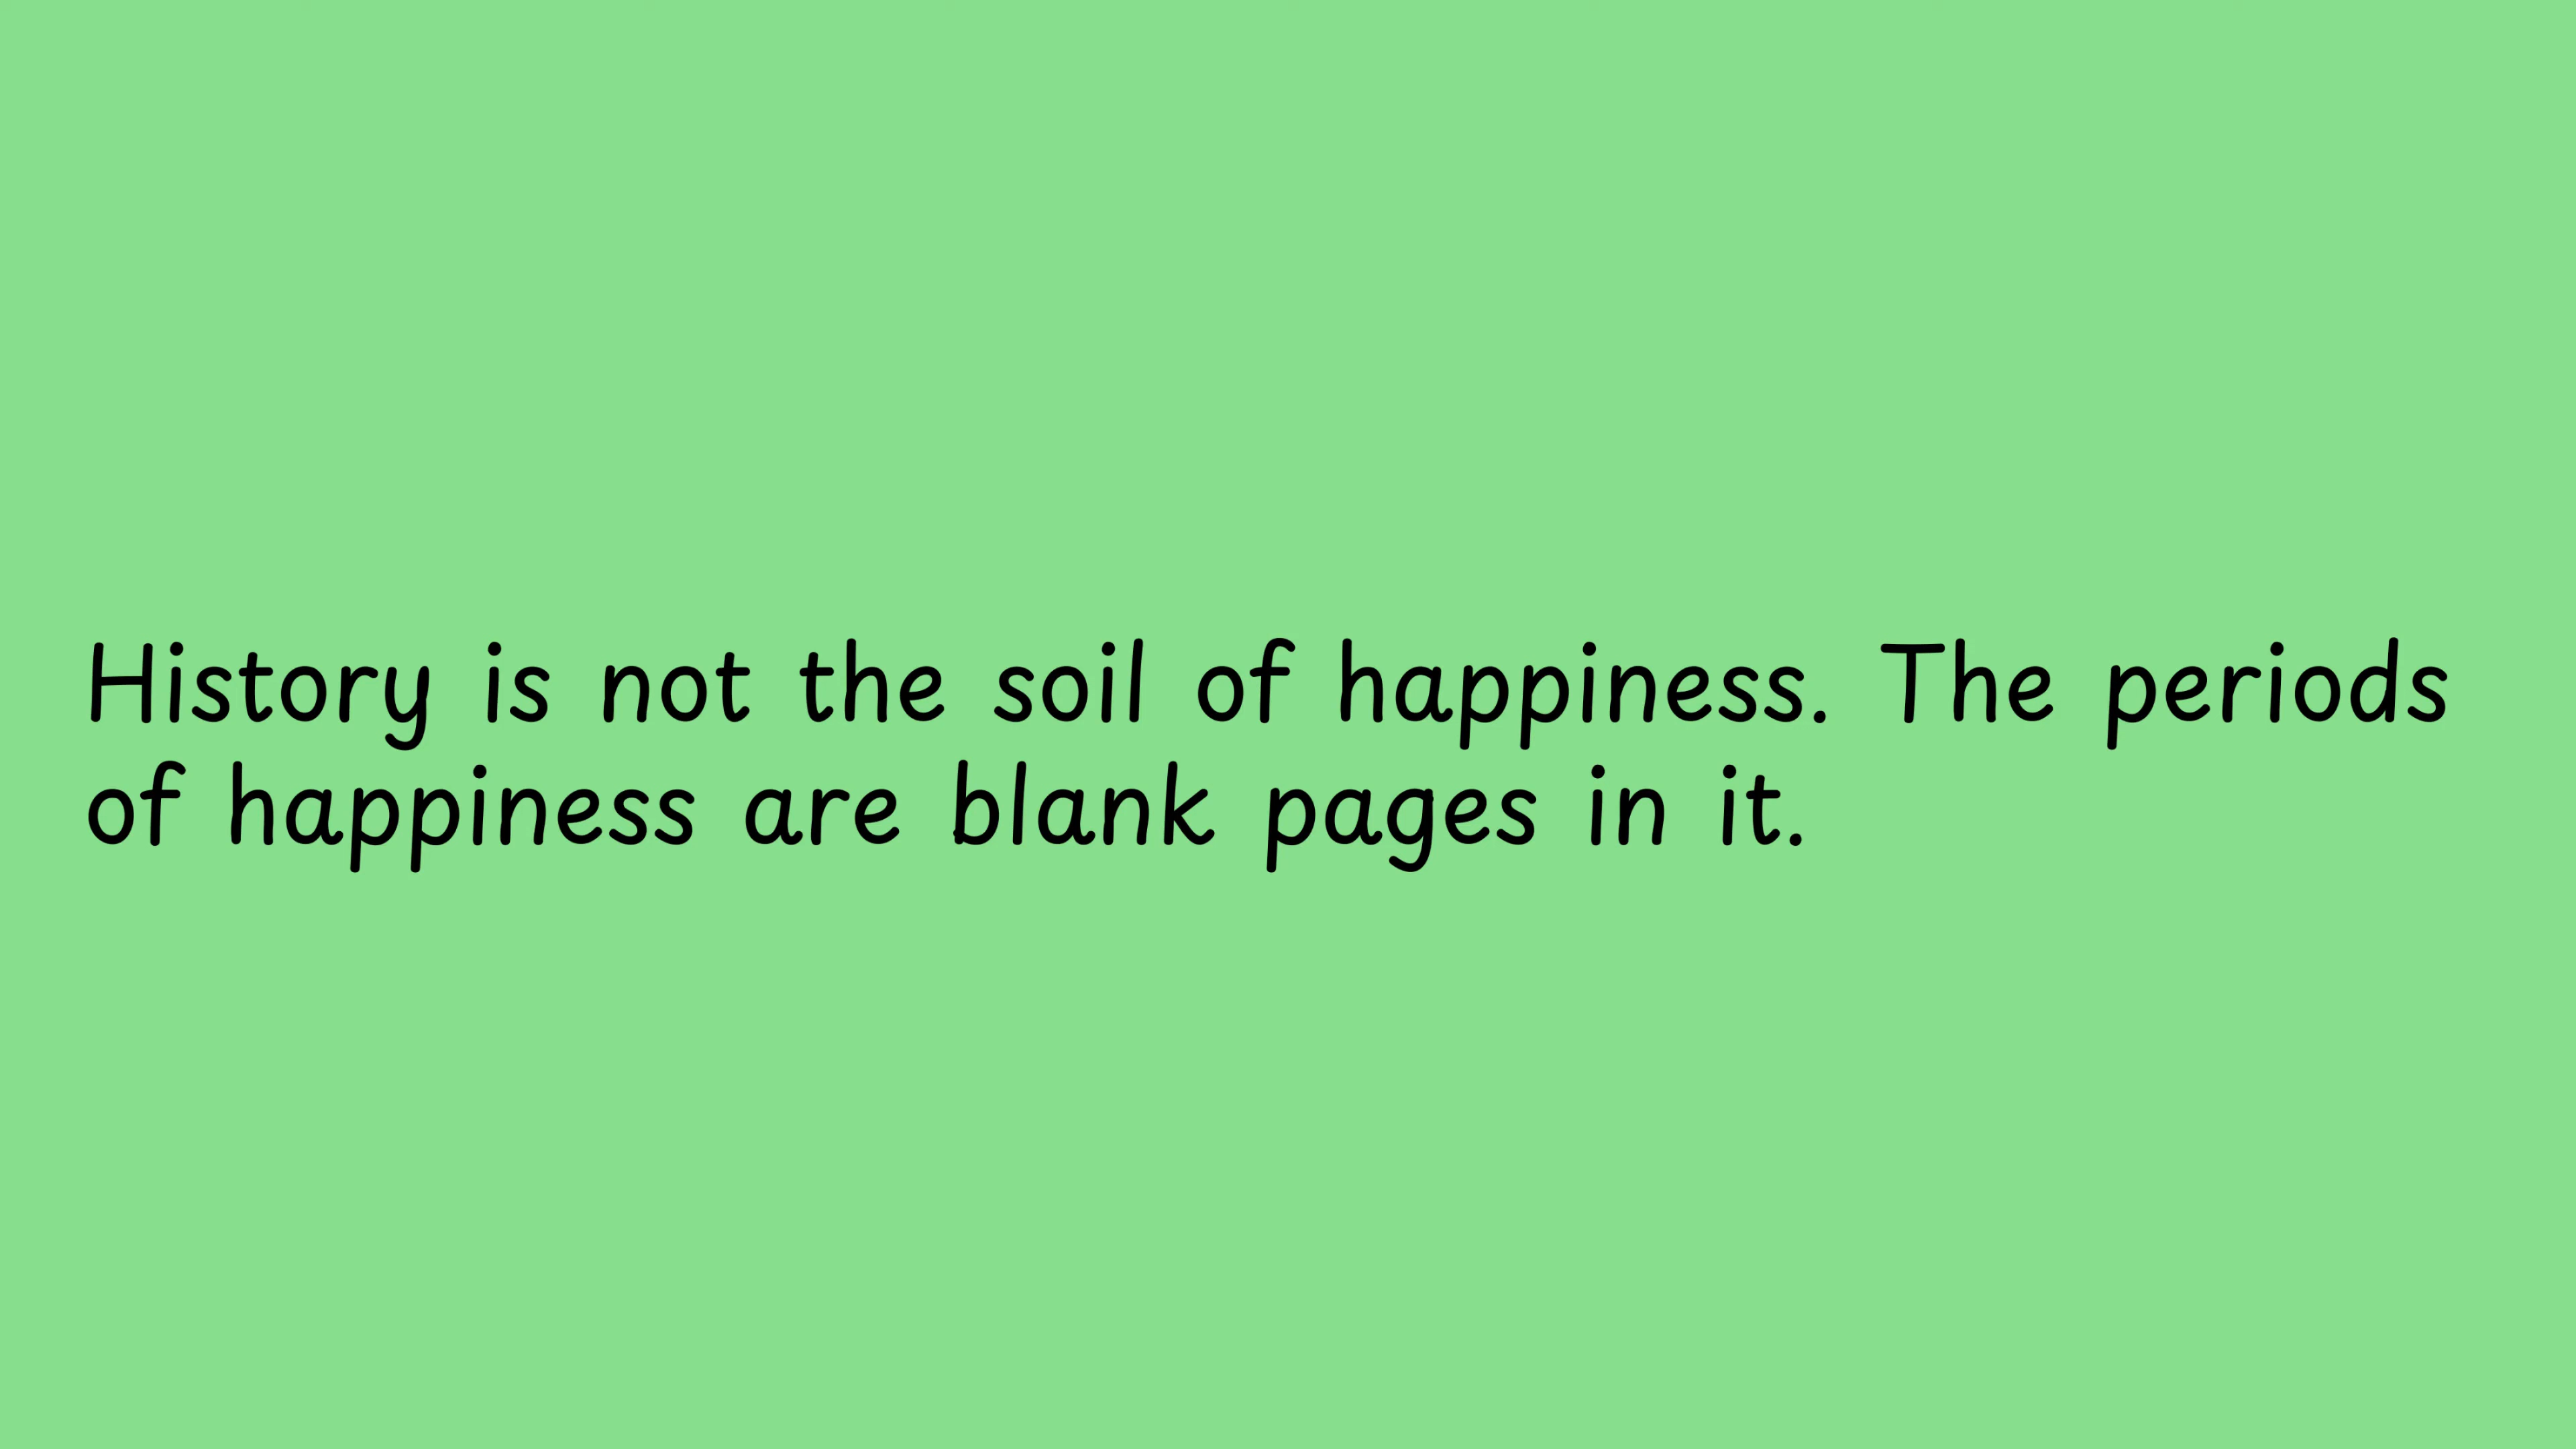 History is not the soil of happiness. The periods
of happiness are blank pages in it.